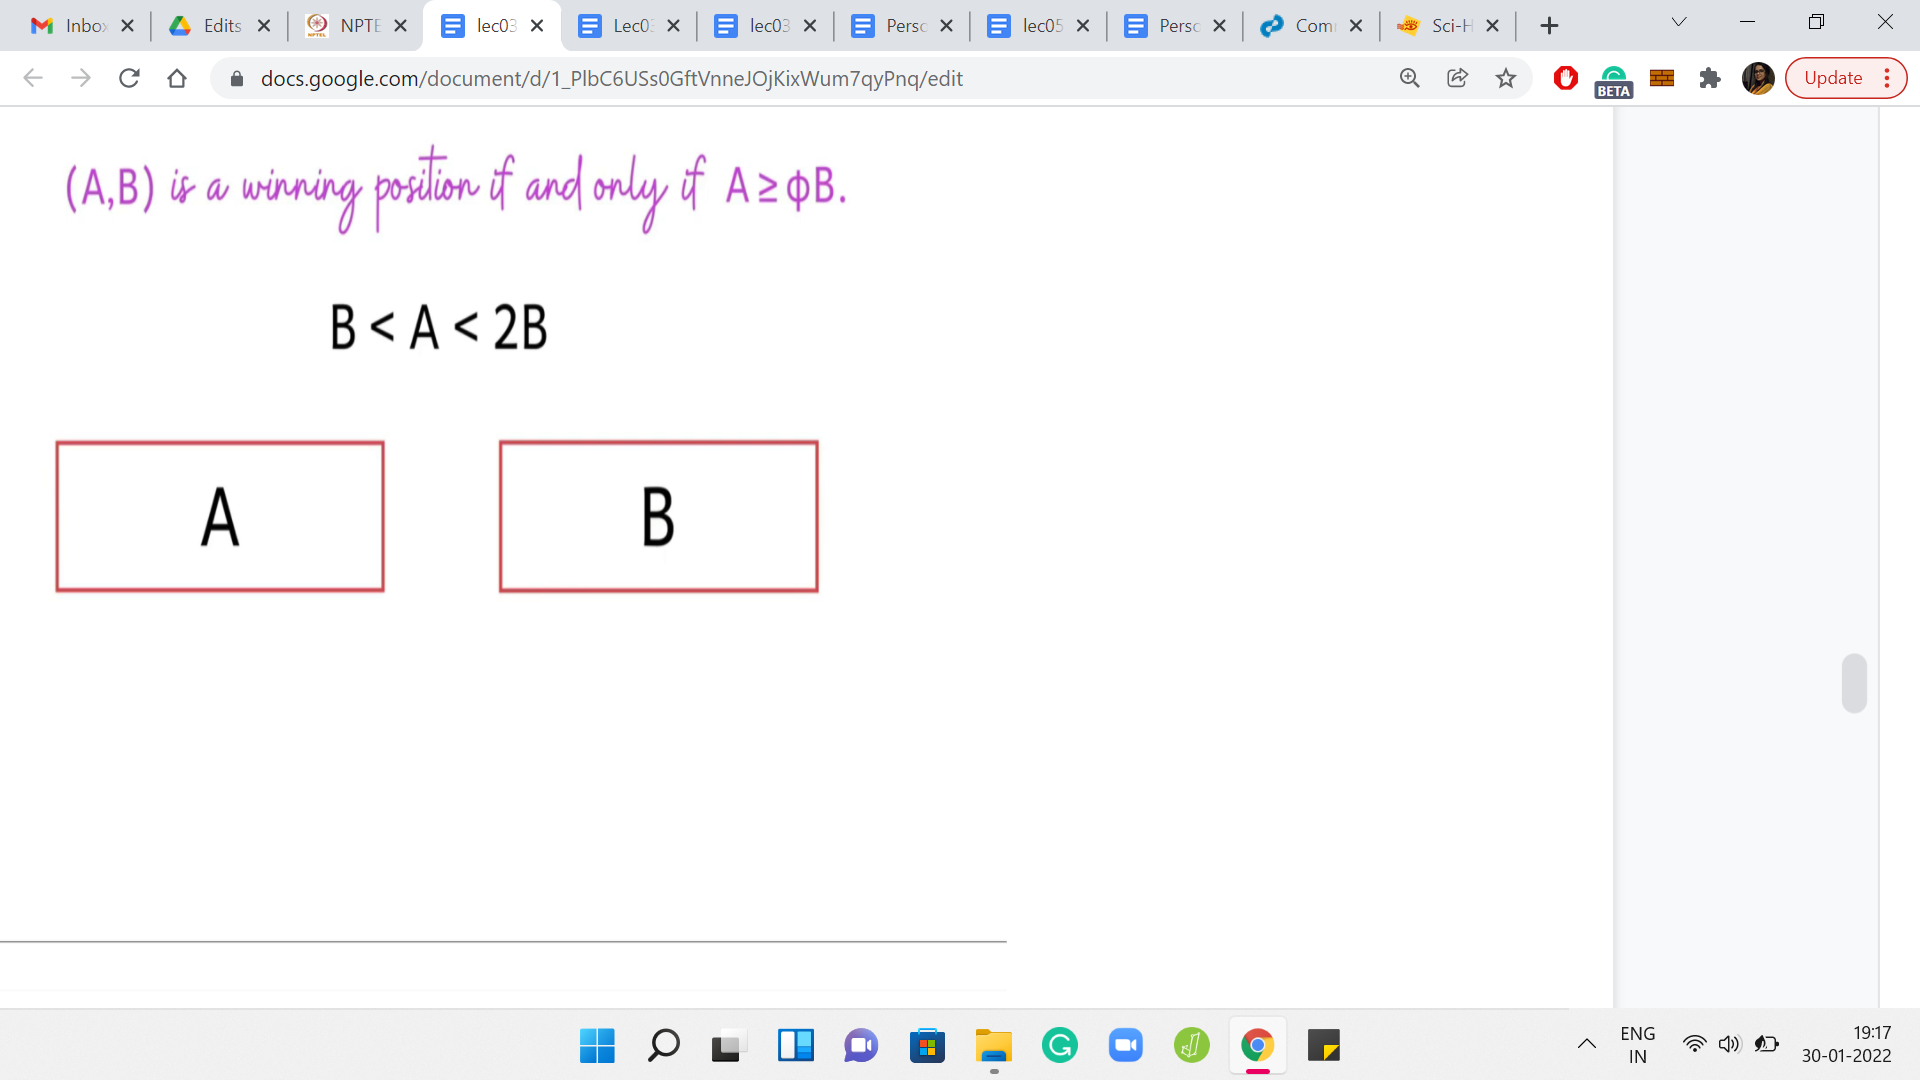 Inbox
Edits
NPTE
lec03
Lec03
lec03
Perso
lec05
Perso
Com
Sci-H
docs.google.com/document/d/1_PlbC6USs0GftVnneJOjKixWum7qyPnq/edit
BETA
Update
(A,B) is a winning position if and only if A ≥ ϕB.
B < A < 2B
A B
ENG
IN
19:17
30-01-2022